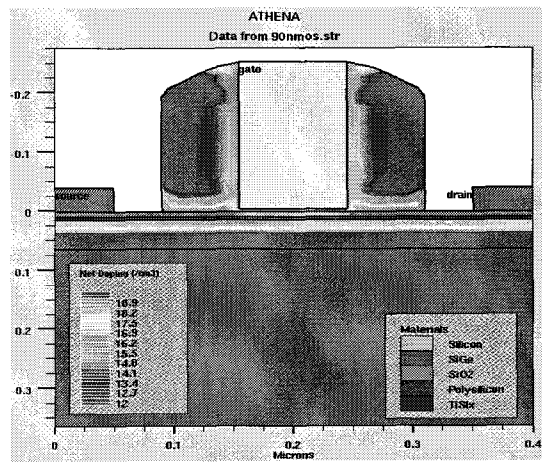 ATHENA
Data from 90nmos.str
gate
source
drain
-0.2
-0.1
0
0.1
0.2
0.3
Net Doping (/cm3)
18.9
18.2
17.5
16.9
16.2
15.5
14.8
14.1
13.4
12.7
12
Materials
Silicon
SiGe
SiO2
Polysilicon
TiSix
0
0.1
0.2
0.3
0.4
Microns